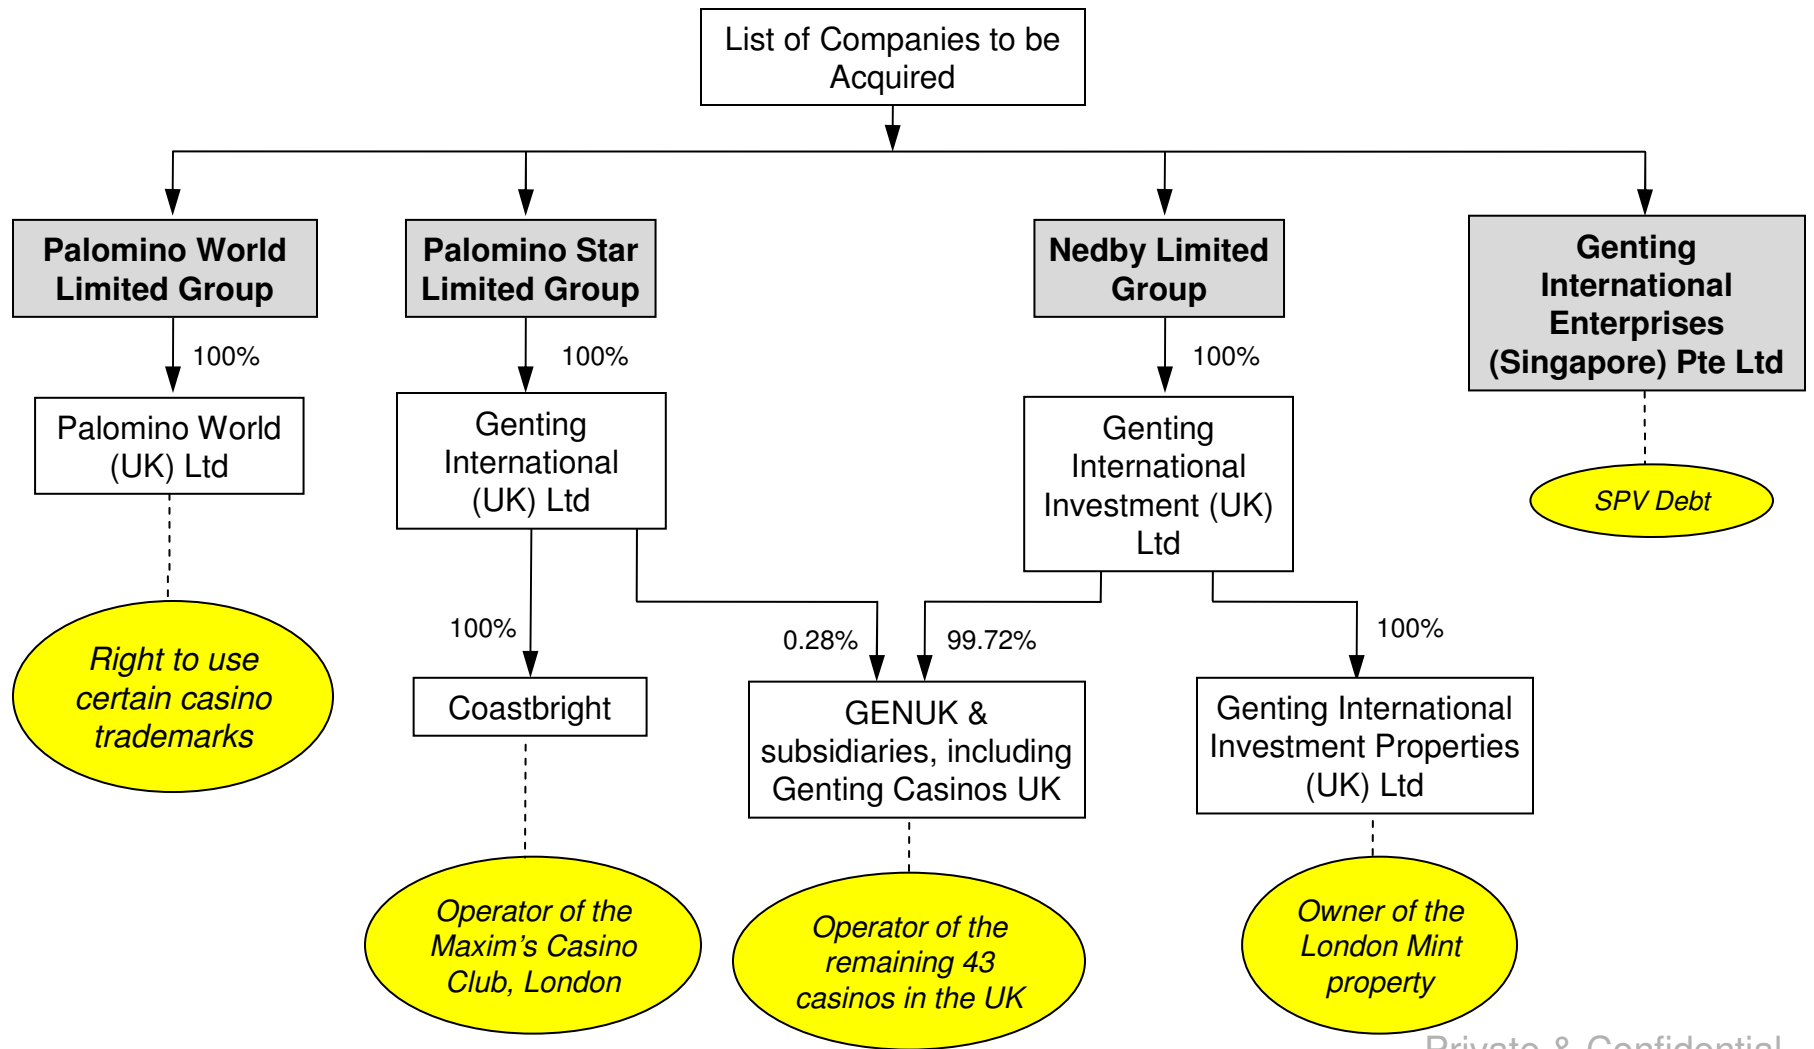 List of Companies to be
Acquired
Palomino World
Limited Group
Palomino Star
Limited Group
Nedby Limited
Group
Genting
International
Enterprises
(Singapore) Pte Ltd
100%
100%
100%
Palomino World
(UK) Ltd
Genting
International
(UK) Ltd
Genting
International
Investment (UK)
Ltd
SPV Debt
100%
0.28%
99.72%
100%
Right to use
certain casino
trademarks
Coastbright
GENUK &
subsidiaries, including
Genting Casinos UK
Genting International
Investment Properties
(UK) Ltd
Operator of the
Maxim’s Casino
Club, London
Operator of the
remaining 43
casinos in the UK
Owner of the
London Mint
property
Private & Confidential